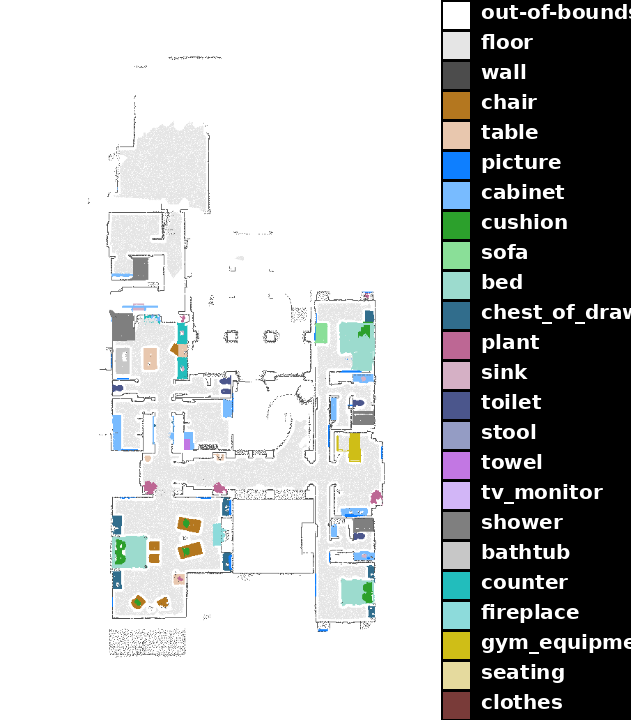 out-of-bounds
floor
wall
chair
table
picture
cabinet
cushion
sofa
bed
chest_of_draw
plant
sink
toilet
stool
towel
tv_monitor
shower
bathtub
counter
fireplace
gym_equipme
seating
clothes